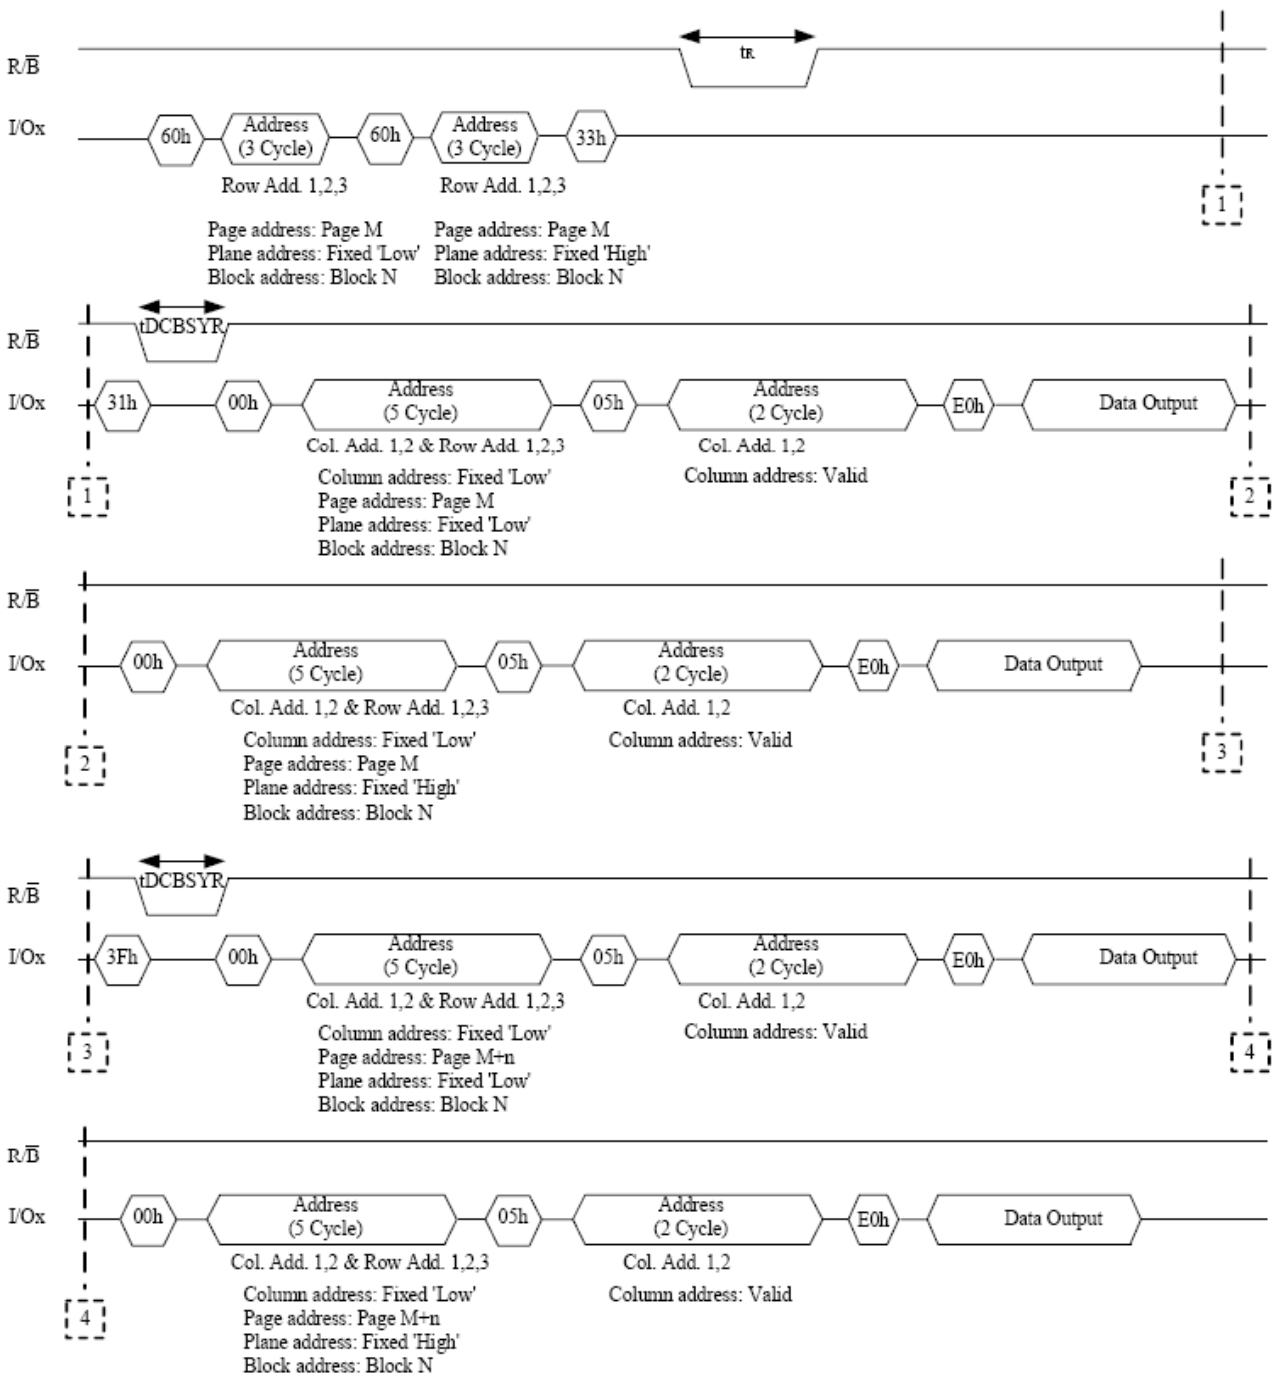 tR
R/B̅
I/Ox
60h Address (3 Cycle) 60h Address (3 Cycle) 33h
Row Add. 1,2,3 Row Add. 1,2,3
1
Page address: Page M Page address: Page M
Plane address: Fixed 'Low' Plane address: Fixed 'High'
Block address: Block N Block address: Block N
tDCBSYR
R/B̅
I/Ox
31h 00h Address (5 Cycle) 05h Address (2 Cycle) E0h Data Output
Col. Add. 1,2 & Row Add. 1,2,3 Col. Add. 1,2
Column address: Fixed 'Low' Column address: Valid
1 Page address: Page M 2
Plane address: Fixed 'Low'
Block address: Block N
R/B̅
I/Ox
00h Address (5 Cycle) 05h Address (2 Cycle) E0h Data Output
Col. Add. 1,2 & Row Add. 1,2,3 Col. Add. 1,2
Column address: Fixed 'Low' Column address: Valid
2 Page address: Page M 3
Plane address: Fixed 'High'
Block address: Block N
tDCBSYR
R/B̅
I/Ox
3Fh 00h Address (5 Cycle) 05h Address (2 Cycle) E0h Data Output
Col. Add. 1,2 & Row Add. 1,2,3 Col. Add. 1,2
Column address: Fixed 'Low' Column address: Valid
3 Page address: Page M+n 4
Plane address: Fixed 'Low'
Block address: Block N
R/B̅
I/Ox
00h Address (5 Cycle) 05h Address (2 Cycle) E0h Data Output
Col. Add. 1,2 & Row Add. 1,2,3 Col. Add. 1,2
Column address: Fixed 'Low' Column address: Valid
4 Page address: Page M+n
Plane address: Fixed 'High'
Block address: Block N